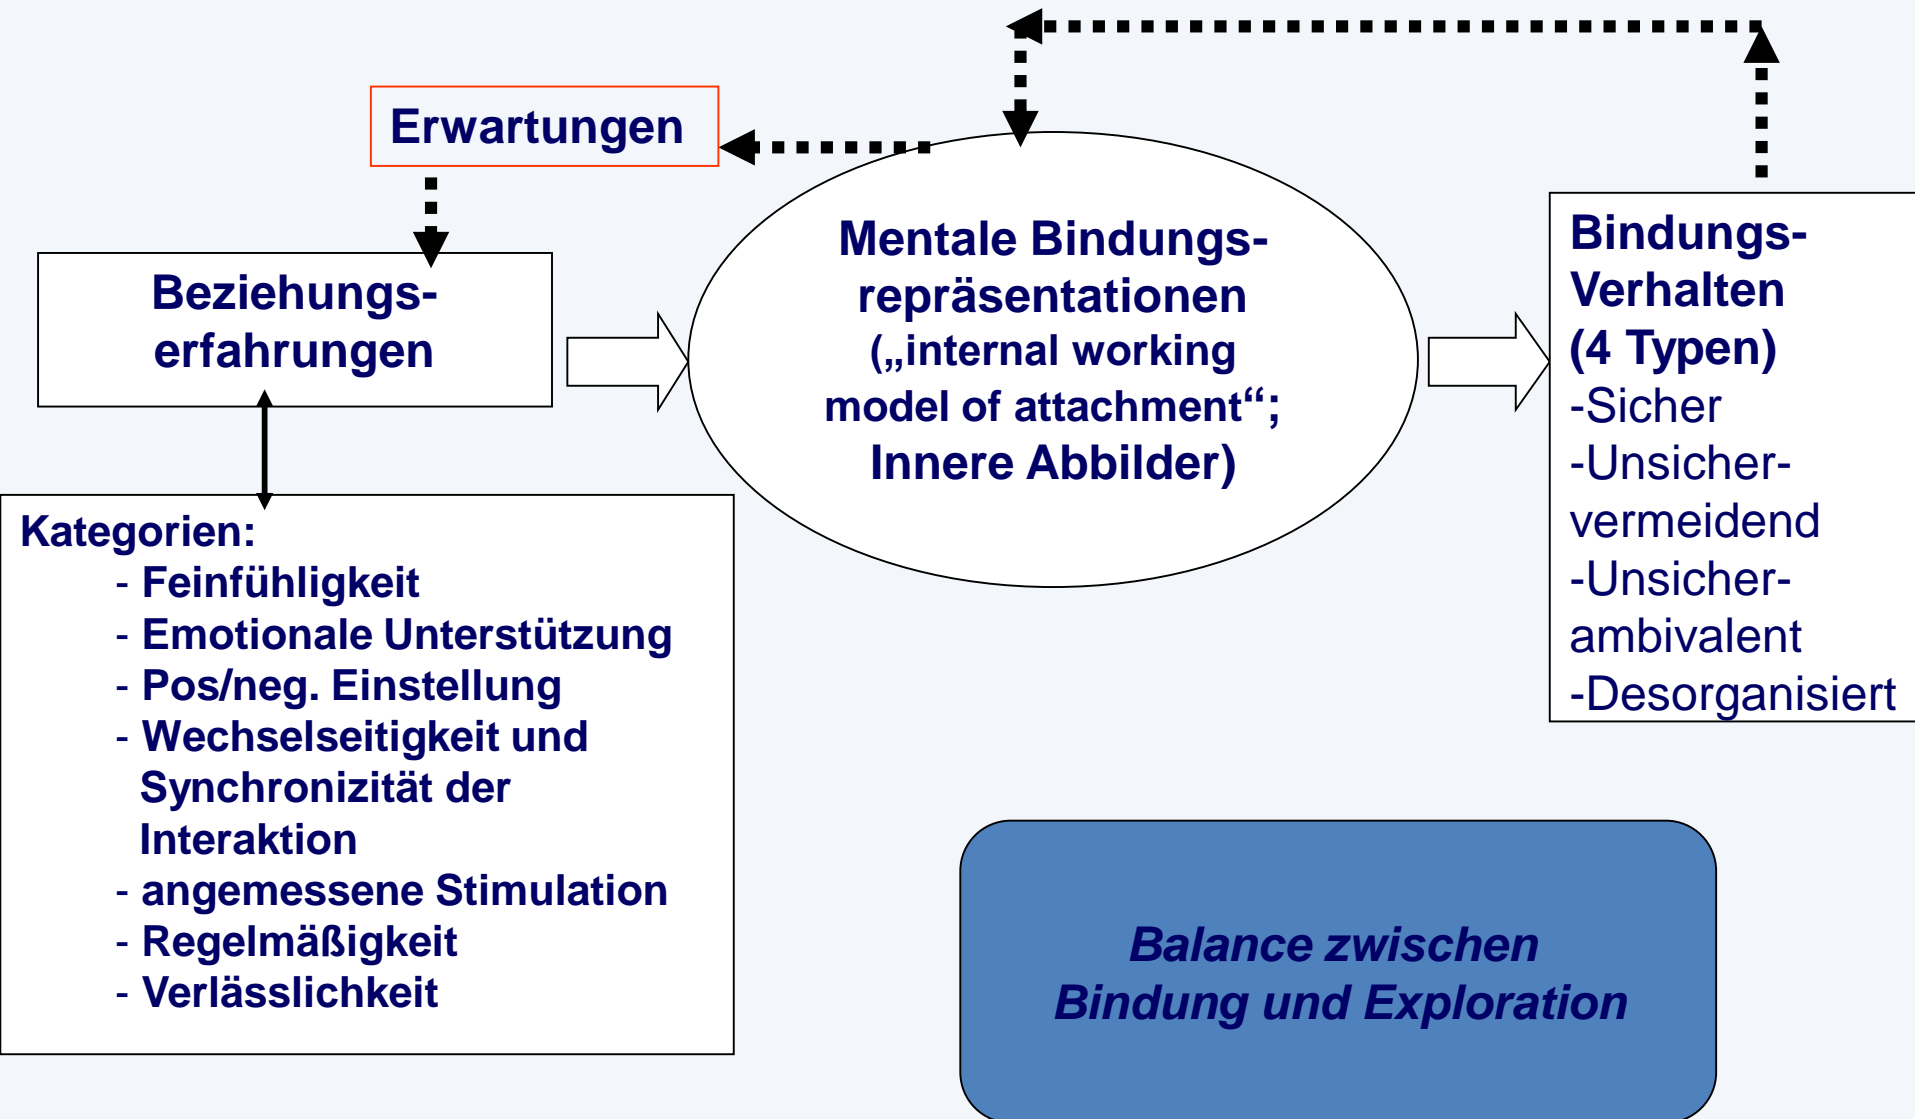 Erwartungen
Beziehungs-
erfahrungen
Mentale Bindungs-
repräsentationen
(„internal working
model of attachment“;
Innere Abbilder)
Bindungs-
Verhalten
(4 Typen)
-Sicher
-Unsicher-
vermeidend
-Unsicher-
ambivalent
-Desorganisiert
Kategorien:
- Feinfühligkeit
- Emotionale Unterstützung
- Pos/neg. Einstellung
- Wechselseitigkeit und
Synchronizität der
Interaktion
- angemessene Stimulation
- Regelmäßigkeit
- Verlässlichkeit
Balance zwischen
Bindung und Exploration